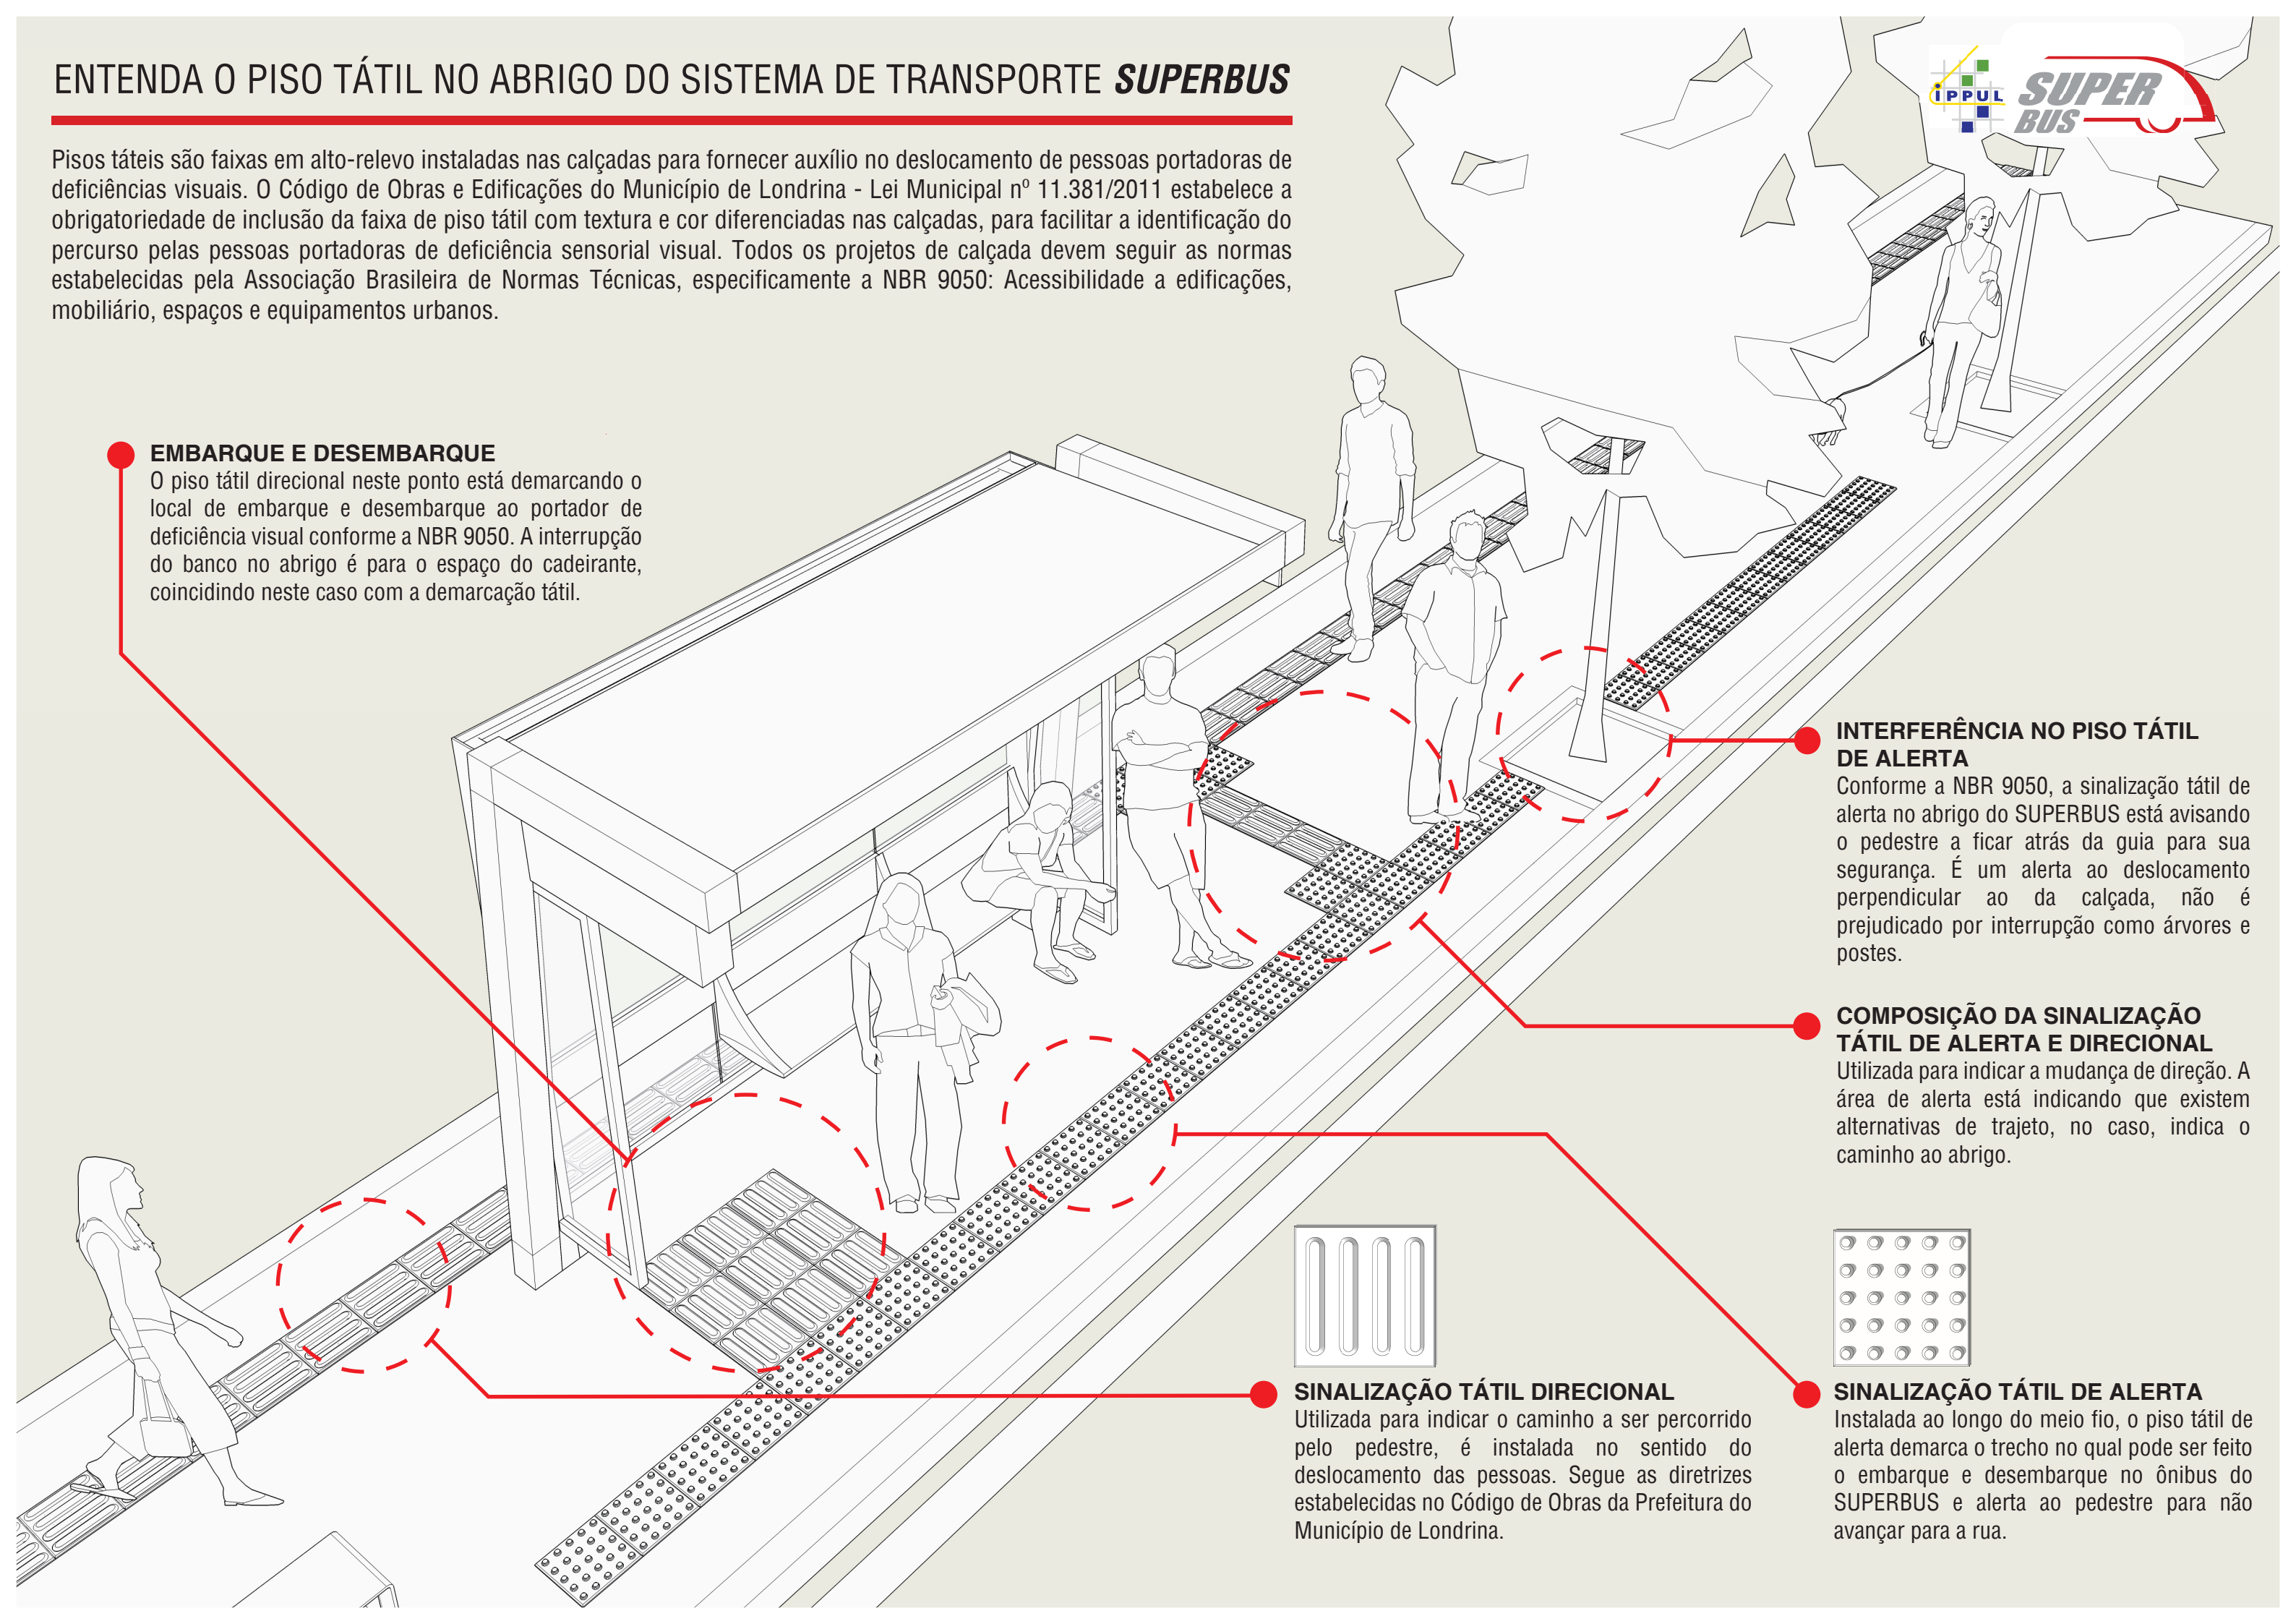 ENTENDA O PISO TÁTIL NO ABRIGO DO SISTEMA DE TRANSPORTE SUPERBUS
IPPUL
SUPER
BUS
Pisos táteis são faixas em alto-relevo instaladas nas calçadas para fornecer auxílio no deslocamento de pessoas portadoras de
deficiências visuais. O Código de Obras e Edificações do Município de Londrina - Lei Municipal nº 11.381/2011 estabelece a
obrigatoriedade de inclusão da faixa de piso tátil com textura e cor diferenciadas nas calçadas, para facilitar a identificação do
percurso pelas pessoas portadoras de deficiência sensorial visual. Todos os projetos de calçada devem seguir as normas
estabelecidas pela Associação Brasileira de Normas Técnicas, especificamente a NBR 9050: Acessibilidade a edificações,
mobiliário, espaços e equipamentos urbanos.
EMBARQUE E DESEMBARQUE
O piso tátil direcional neste ponto está demarcando o
local de embarque e desembarque ao portador de
deficiência visual conforme a NBR 9050. A interrupção
do banco no abrigo é para o espaço do cadeirante,
coincidindo neste caso com a demarcação tátil.
INTERFERÊNCIA NO PISO TÁTIL
DE ALERTA
Conforme a NBR 9050, a sinalização tátil de
alerta no abrigo do SUPERBUS está avisando
o pedestre a ficar atrás da guia para sua
segurança. É um alerta ao deslocamento
perpendicular ao da calçada, não é
prejudicado por interrupção como árvores e
postes.
COMPOSIÇÃO DA SINALIZAÇÃO
TÁTIL DE ALERTA E DIRECIONAL
Utilizada para indicar a mudança de direção. A
área de alerta está indicando que existem
alternativas de trajeto, no caso, indica o
caminho ao abrigo.
SINALIZAÇÃO TÁTIL DIRECIONAL
Utilizada para indicar o caminho a ser percorrido
pelo pedestre, é instalada no sentido do
deslocamento das pessoas. Segue as diretrizes
estabelecidas no Código de Obras da Prefeitura do
Município de Londrina.
SINALIZAÇÃO TÁTIL DE ALERTA
Instalada ao longo do meio fio, o piso tátil de
alerta demarca o trecho no qual pode ser feito
o embarque e desembarque no ônibus do
SUPERBUS e alerta ao pedestre para não
avançar para a rua.